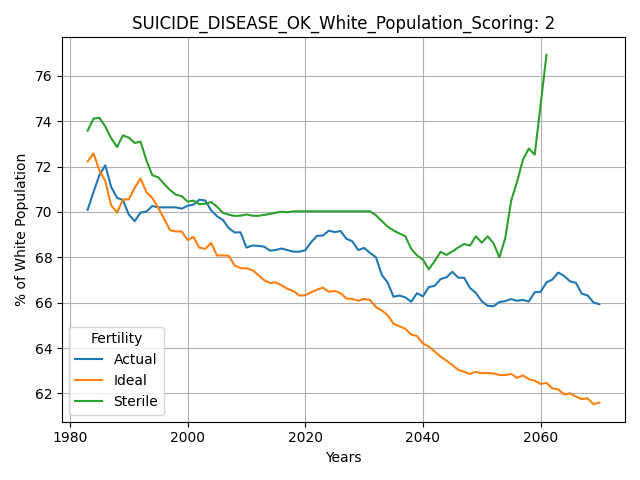 SUICIDE_DISEASE_OK_White_Population_Scoring: 2
% of White Population
76
74
72
70
68
66
64
62
Fertility
Actual
Ideal
Sterile
1980
2000
2020
2040
2060
Years